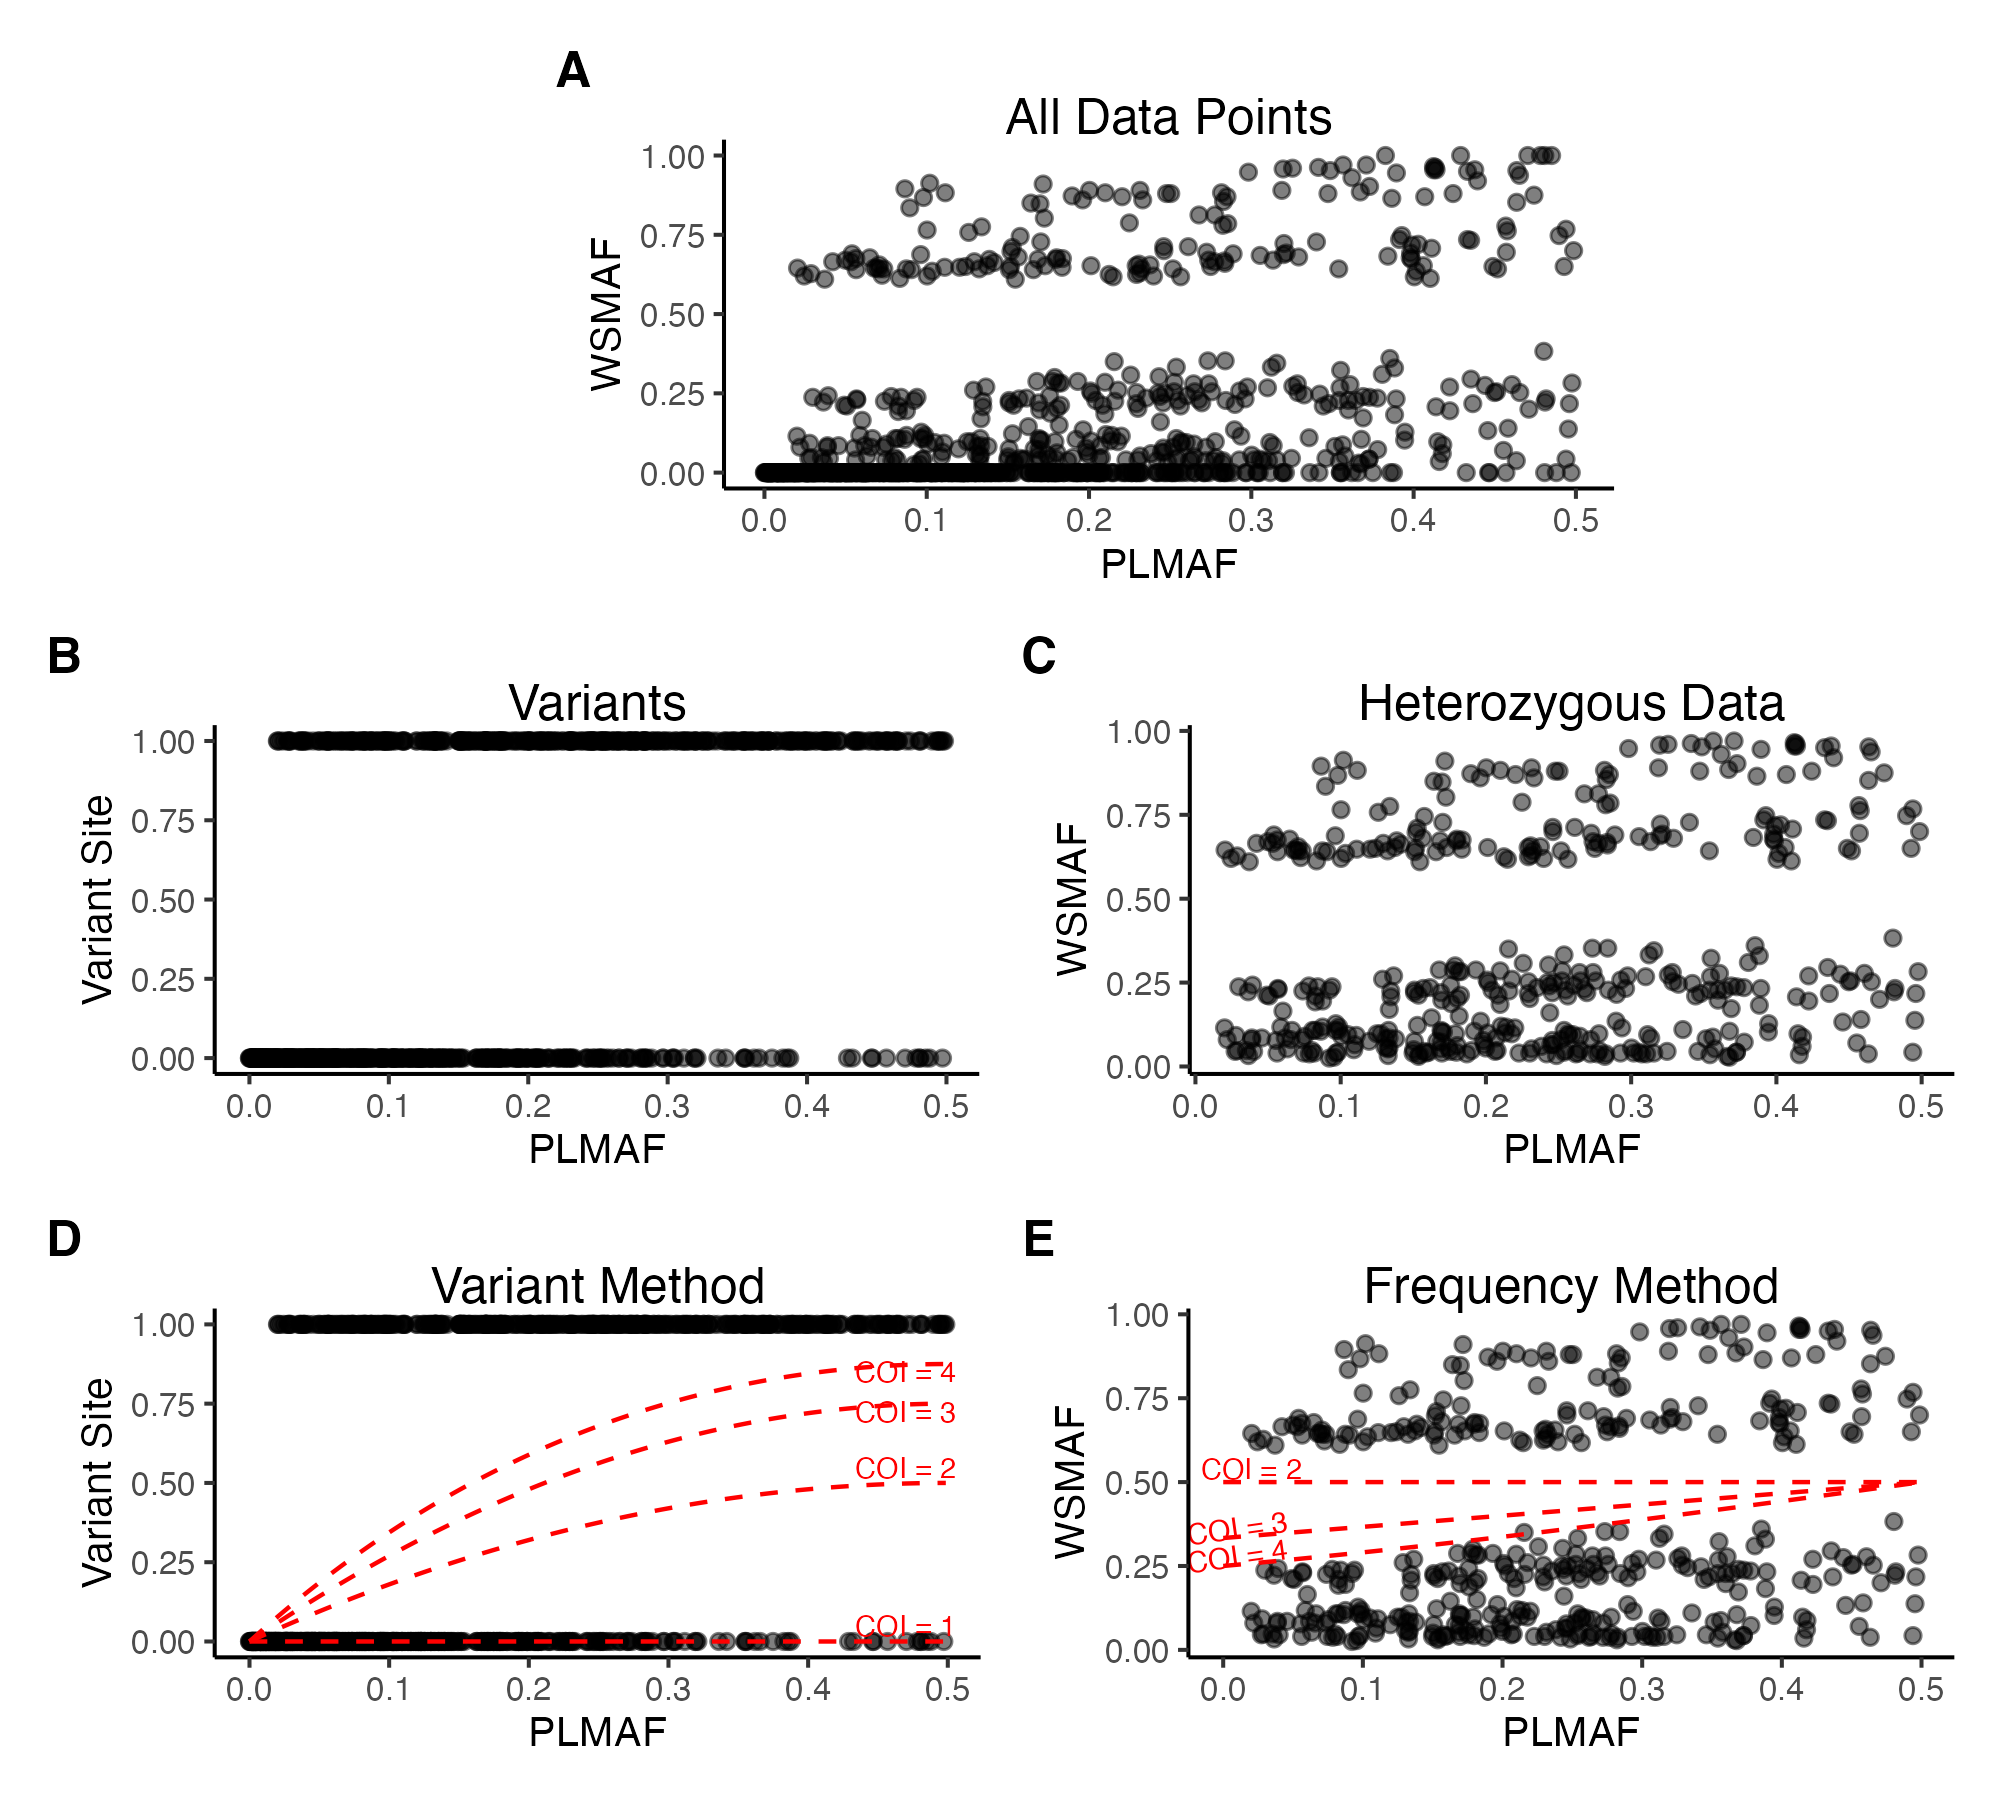 A
All Data Points
WSMAF
1.00
0.75
0.50
0.25
0.00
0.0 0.1 0.2 0.3 0.4 0.5
PLMAF
B
Variants
Variant Site
1.00
0.75
0.50
0.25
0.00
0.0 0.1 0.2 0.3 0.4 0.5
PLMAF
C
Heterozygous Data
WSMAF
1.00
0.75
0.50
0.25
0.00
0.0 0.1 0.2 0.3 0.4 0.5
PLMAF
D
Variant Method
Variant Site
1.00
0.75
0.50
0.25
0.00
COI = 4
COI = 3
COI = 2
COI = 1
0.0 0.1 0.2 0.3 0.4 0.5
PLMAF
E
Frequency Method
WSMAF
1.00
0.75
0.50
0.25
0.00
COI = 2
COI = 3
COI = 4
0.0 0.1 0.2 0.3 0.4 0.5
PLMAF